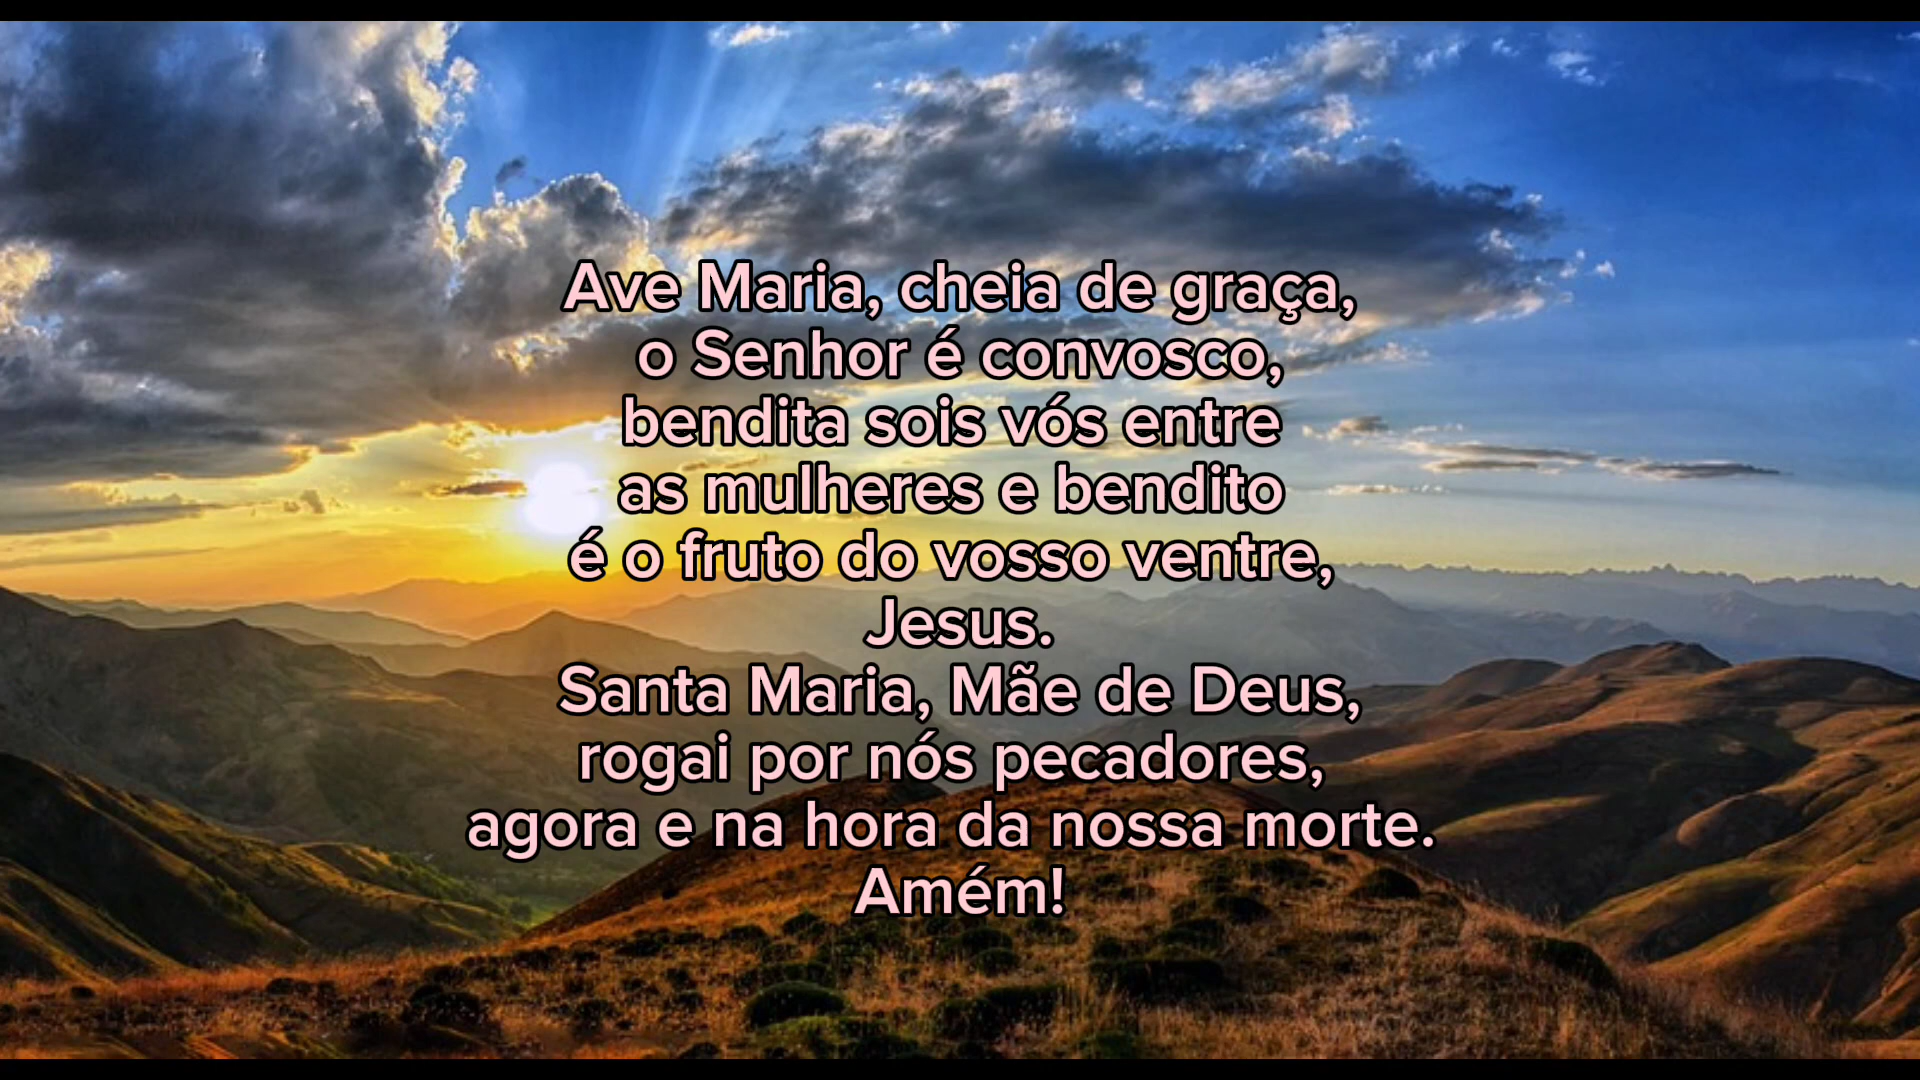 Ave Maria, cheia de graça,
o Senhor é convosco,
bendita sois vós entre
as mulheres e bendito
é o fruto do vosso ventre,
Jesus.
Santa Maria, Mãe de Deus,
rogai por nós pecadores,
agora e na hora da nossa morte.
Amém!